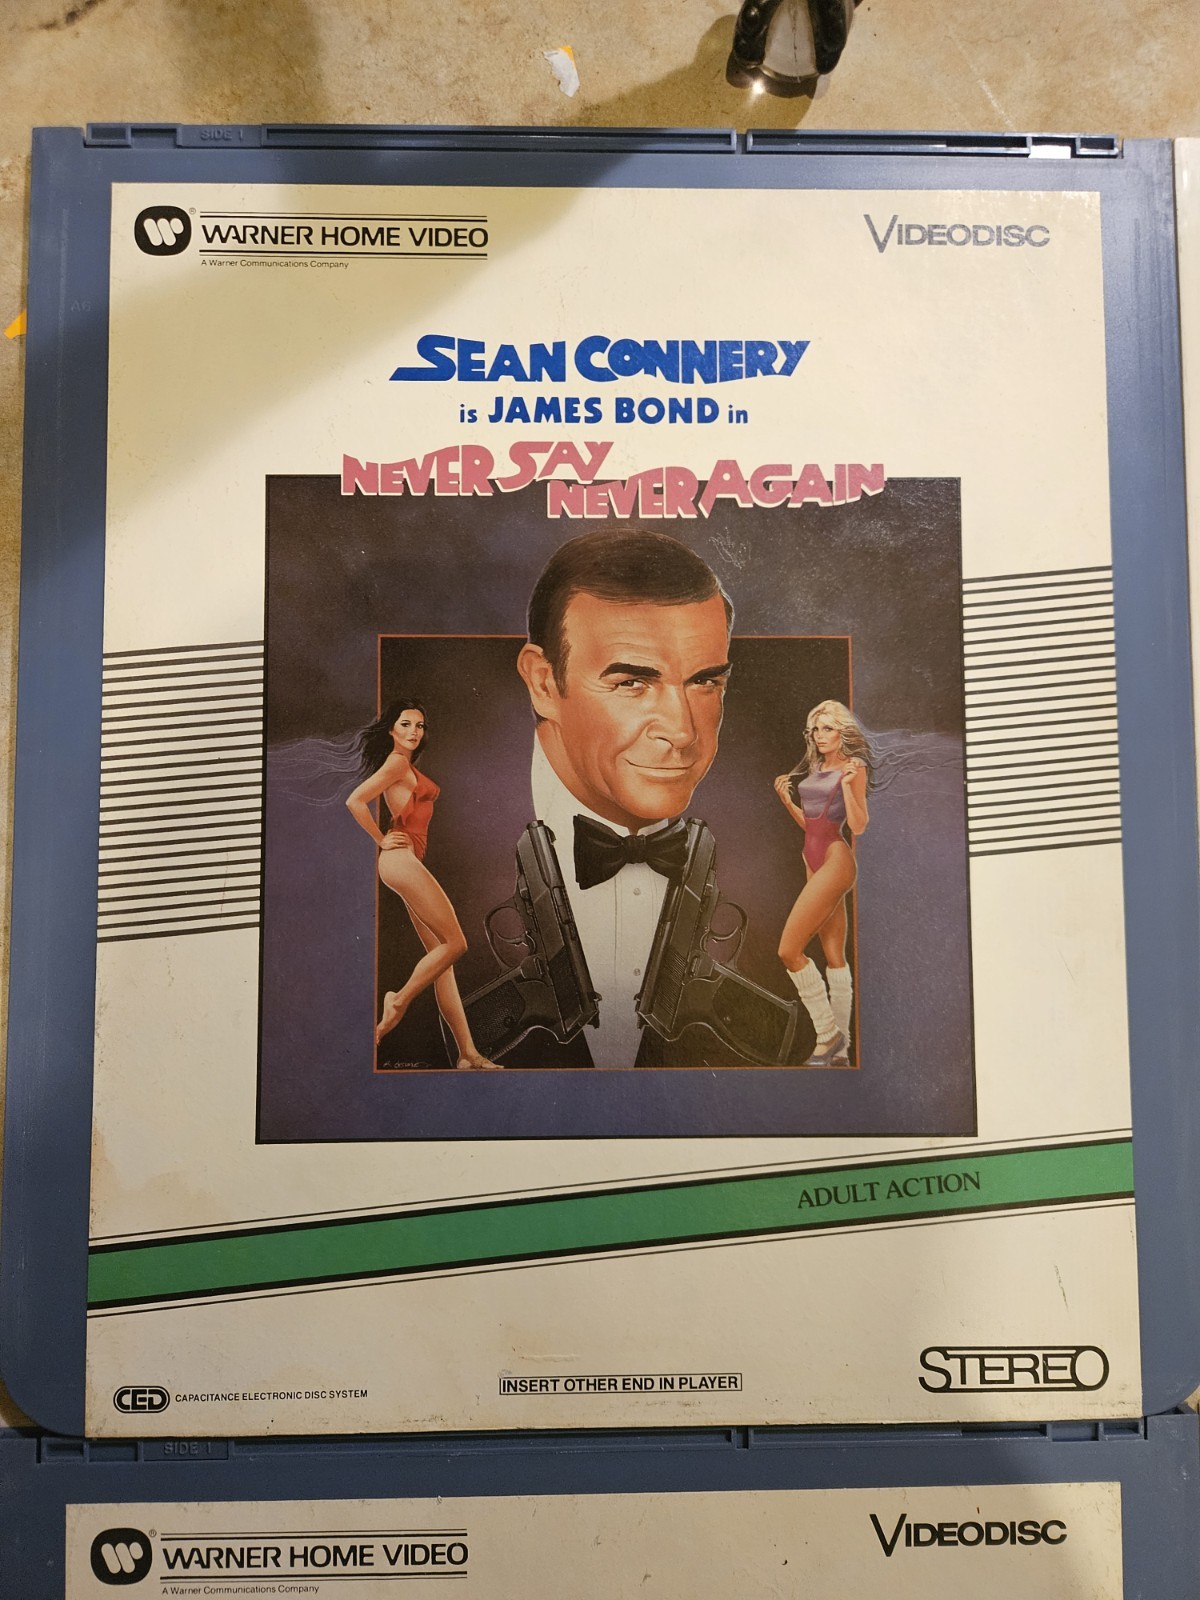 SIDE 1
WARNER HOME VIDEO ®
A Warner Communications Company
VIDEODISC
A6
SEAN CONNERY
is JAMES BOND in
NEVER SAY
NEVER AGAIN
ADULT ACTION
CED CAPACITANCE ELECTRONIC DISC SYSTEM
INSERT OTHER END IN PLAYER
STEREO
SIDE 1
WARNER HOME VIDEO ®
A Warner Communications Company
VIDEODISC